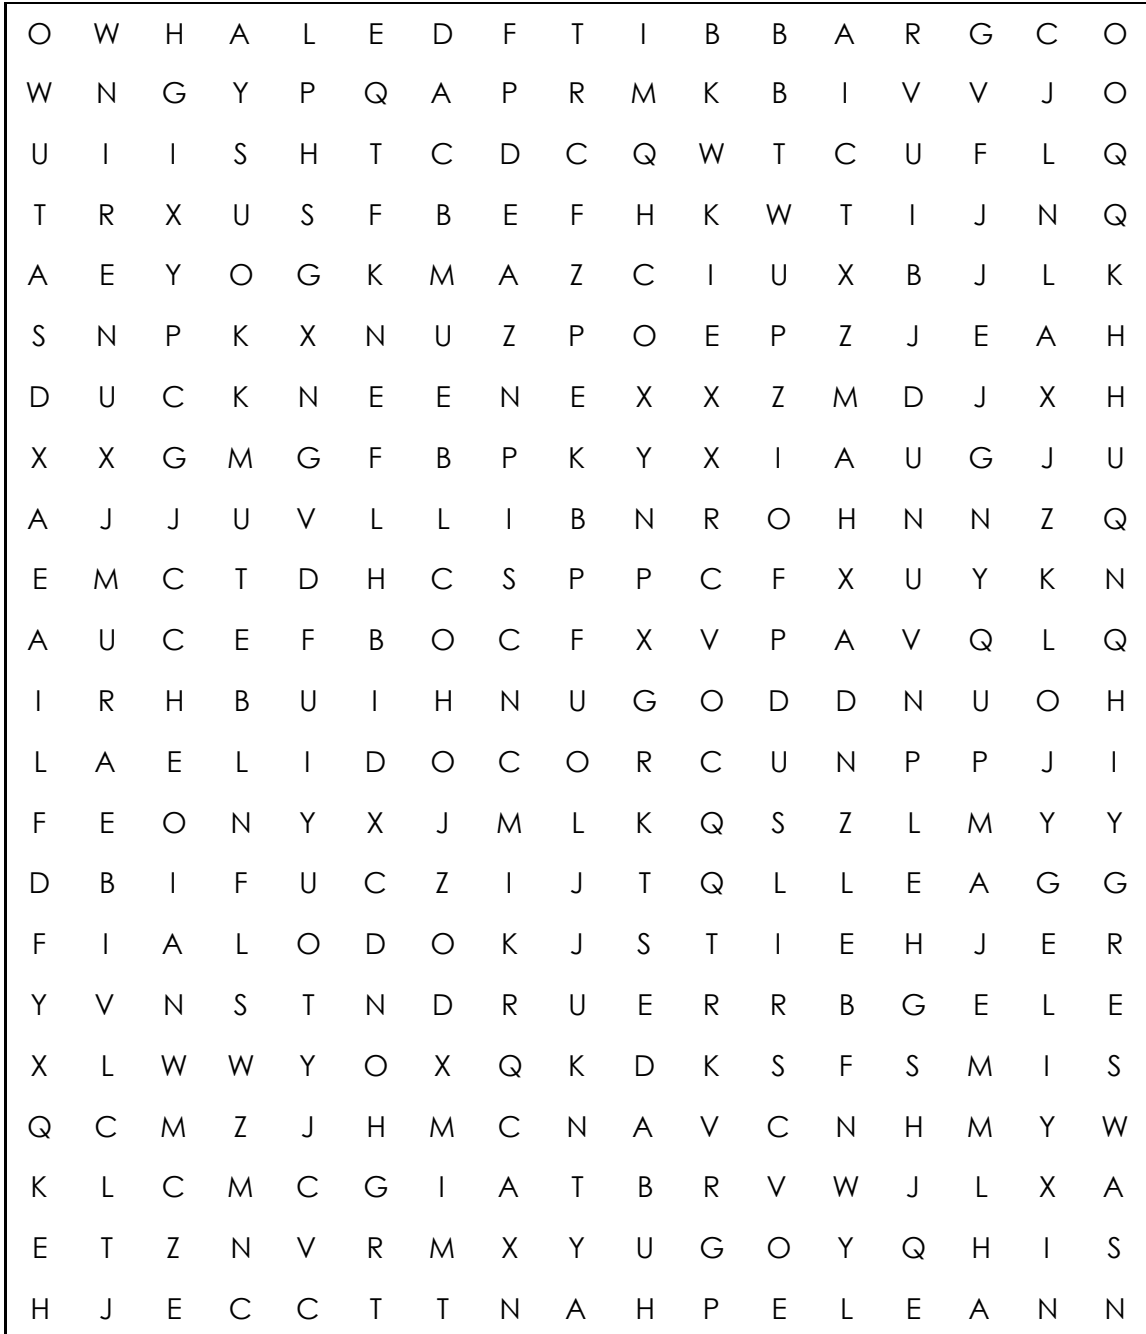 O W H A L E D F T I B B A R G C O
W N G Y P Q A P R M K B I V V J O
U I I S H T C D C Q W T C U F L Q
T R X U S F B E F H K W T I J N Q
A E Y O G K M A Z C I U X B J L K
S N P K X N U Z P O E P Z J E A H
D U C K N E E N E X X Z M D J X H
X X G M G F B P K Y X I A U G J U
A J J U V L L I B N R O H N N Z Q
E M C T D H C S P P C F X U Y K N
A U C E F B O C F X V P A V Q L Q
I R H B U I H N U G O D D N U O H
L A E L I D O C O R C U N P P J I
F E O N Y X J M L K Q S Z L M Y Y
D B I F U C Z I J T Q L L E A G G
F I A L O D O K J S T I E H J E R
Y V N S T N D R U E R R B G E L E
X L W W Y O X Q K D K S F S M I S
Q C M Z J H M C N A V C N H M Y W
K L C M C G I A T B R V W J L X A
E T Z N V R M X Y U G O Y Q H I S
H J E C C T T N A H P E L E A N N